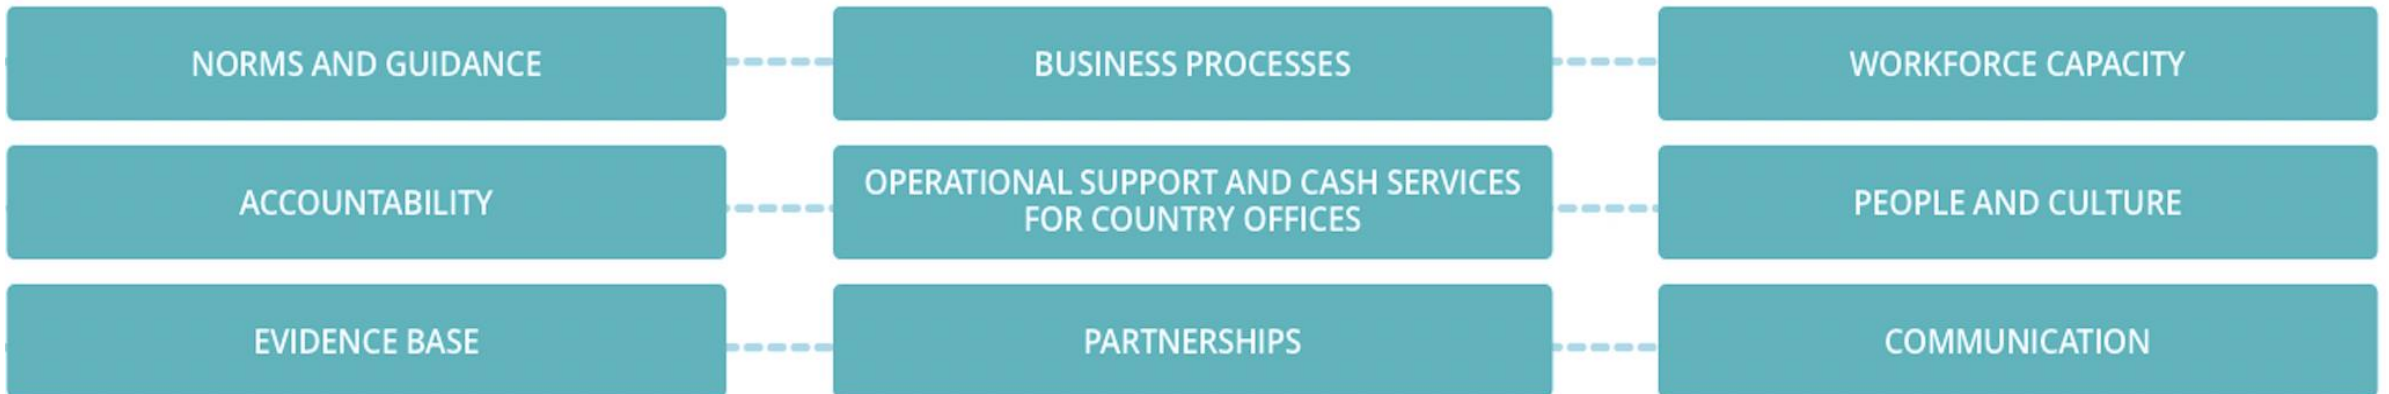 NORMS AND GUIDANCE
BUSINESS PROCESSES
WORKFORCE CAPACITY
ACCOUNTABILITY
OPERATIONAL SUPPORT AND CASH SERVICES
FOR COUNTRY OFFICES
PEOPLE AND CULTURE
EVIDENCE BASE
PARTNERSHIPS
COMMUNICATION